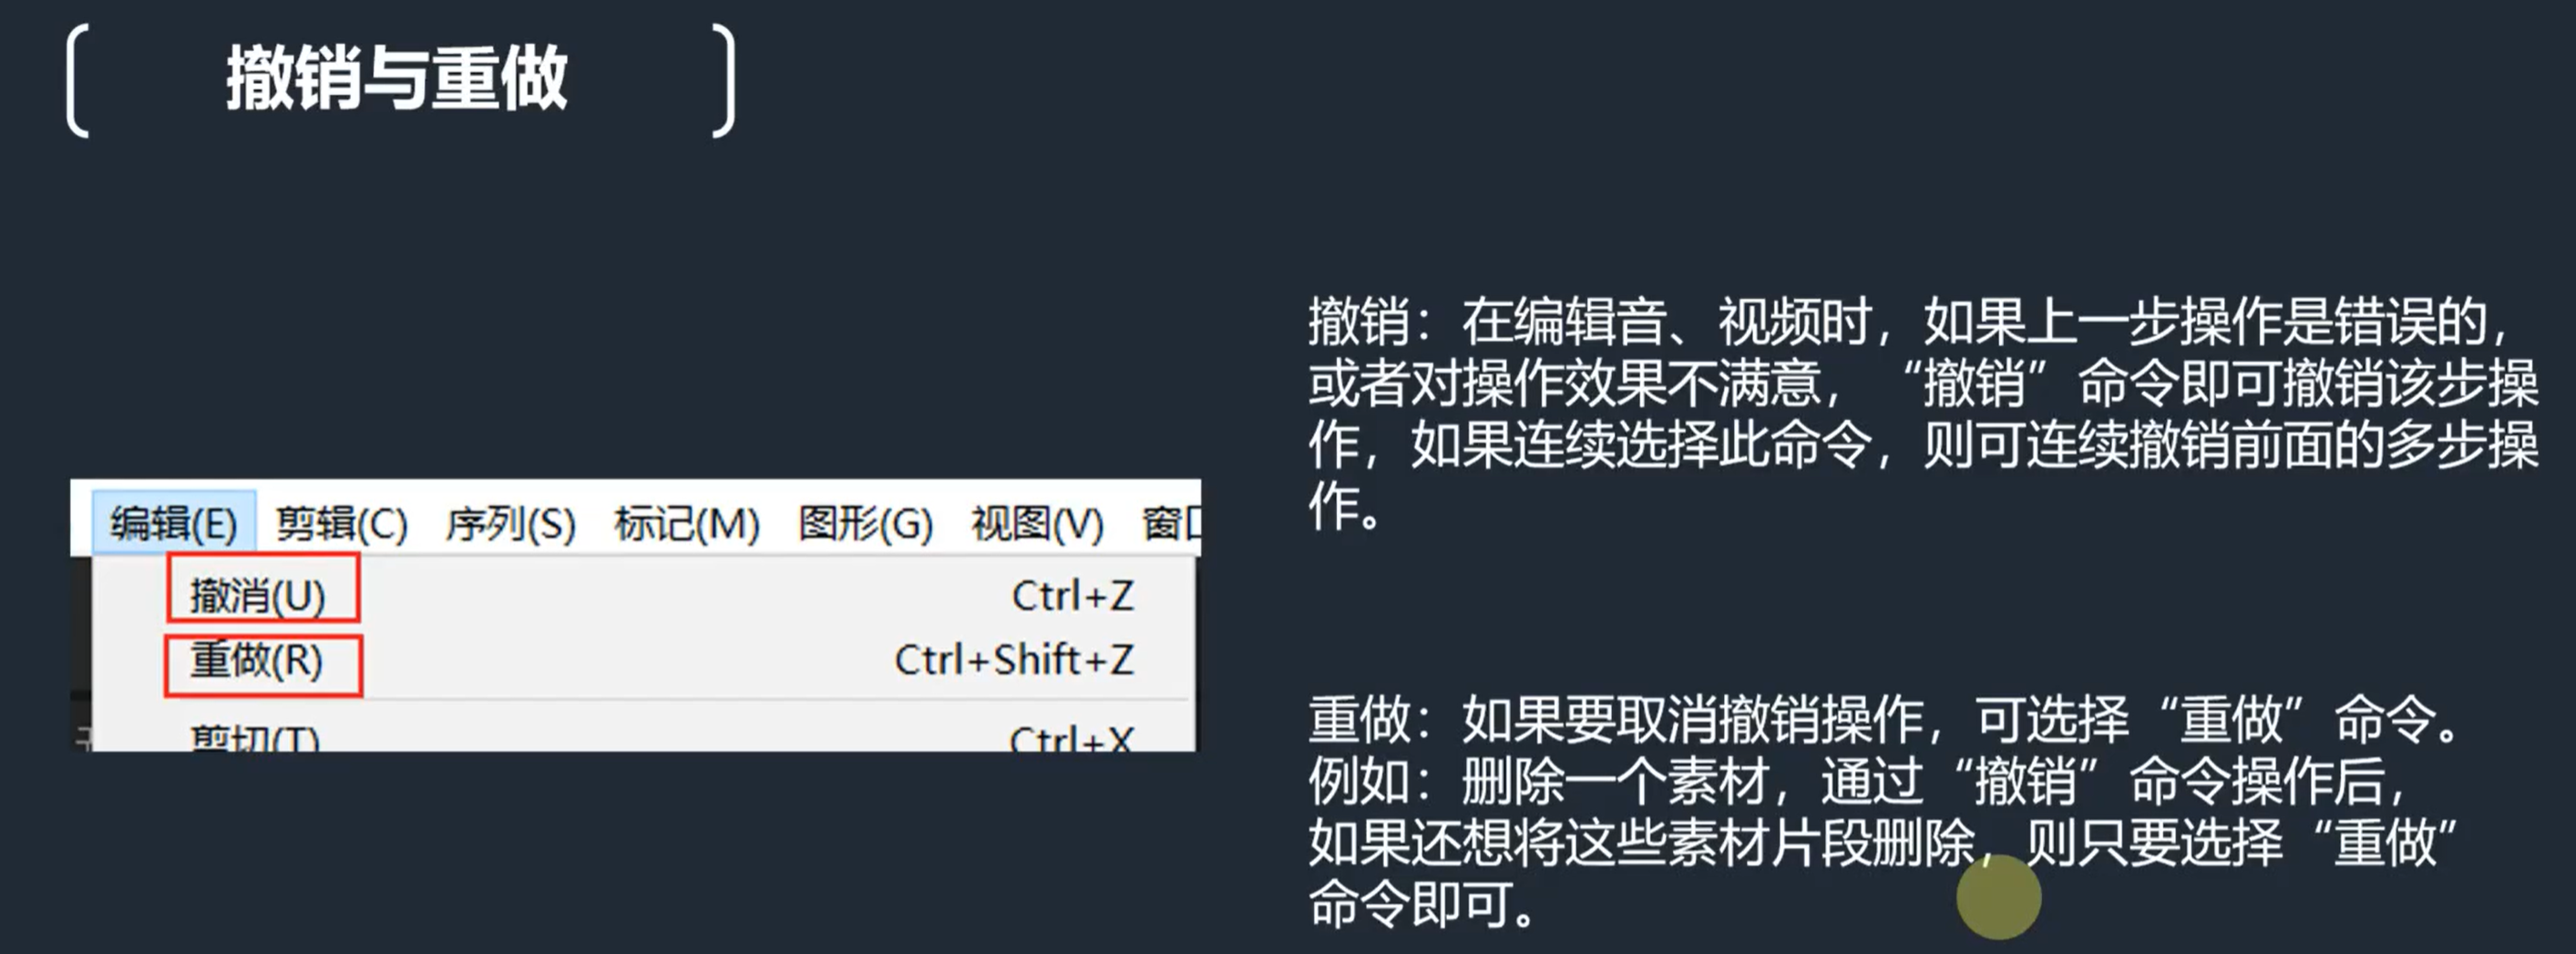 撤销与重做
撤销：在编辑音、视频时，如果上一步操作是错误的，
或者对操作效果不满意，“撤销”命令即可撤销该步操
作，如果连续选择此命令，则可连续撤销前面的多步操
作。
编辑(E) 剪辑(C) 序列(S) 标记(M) 图形(G) 视图(V) 窗口
撤消(U) Ctrl+Z
重做(R) Ctrl+Shift+Z
剪切(T) Ctrl+X
重做：如果要取消撤销操作，可选择“重做”命令。
例如：删除一个素材，通过“撤销”命令操作后，
如果还想将这些素材片段删除，则只要选择“重做”
命令即可。